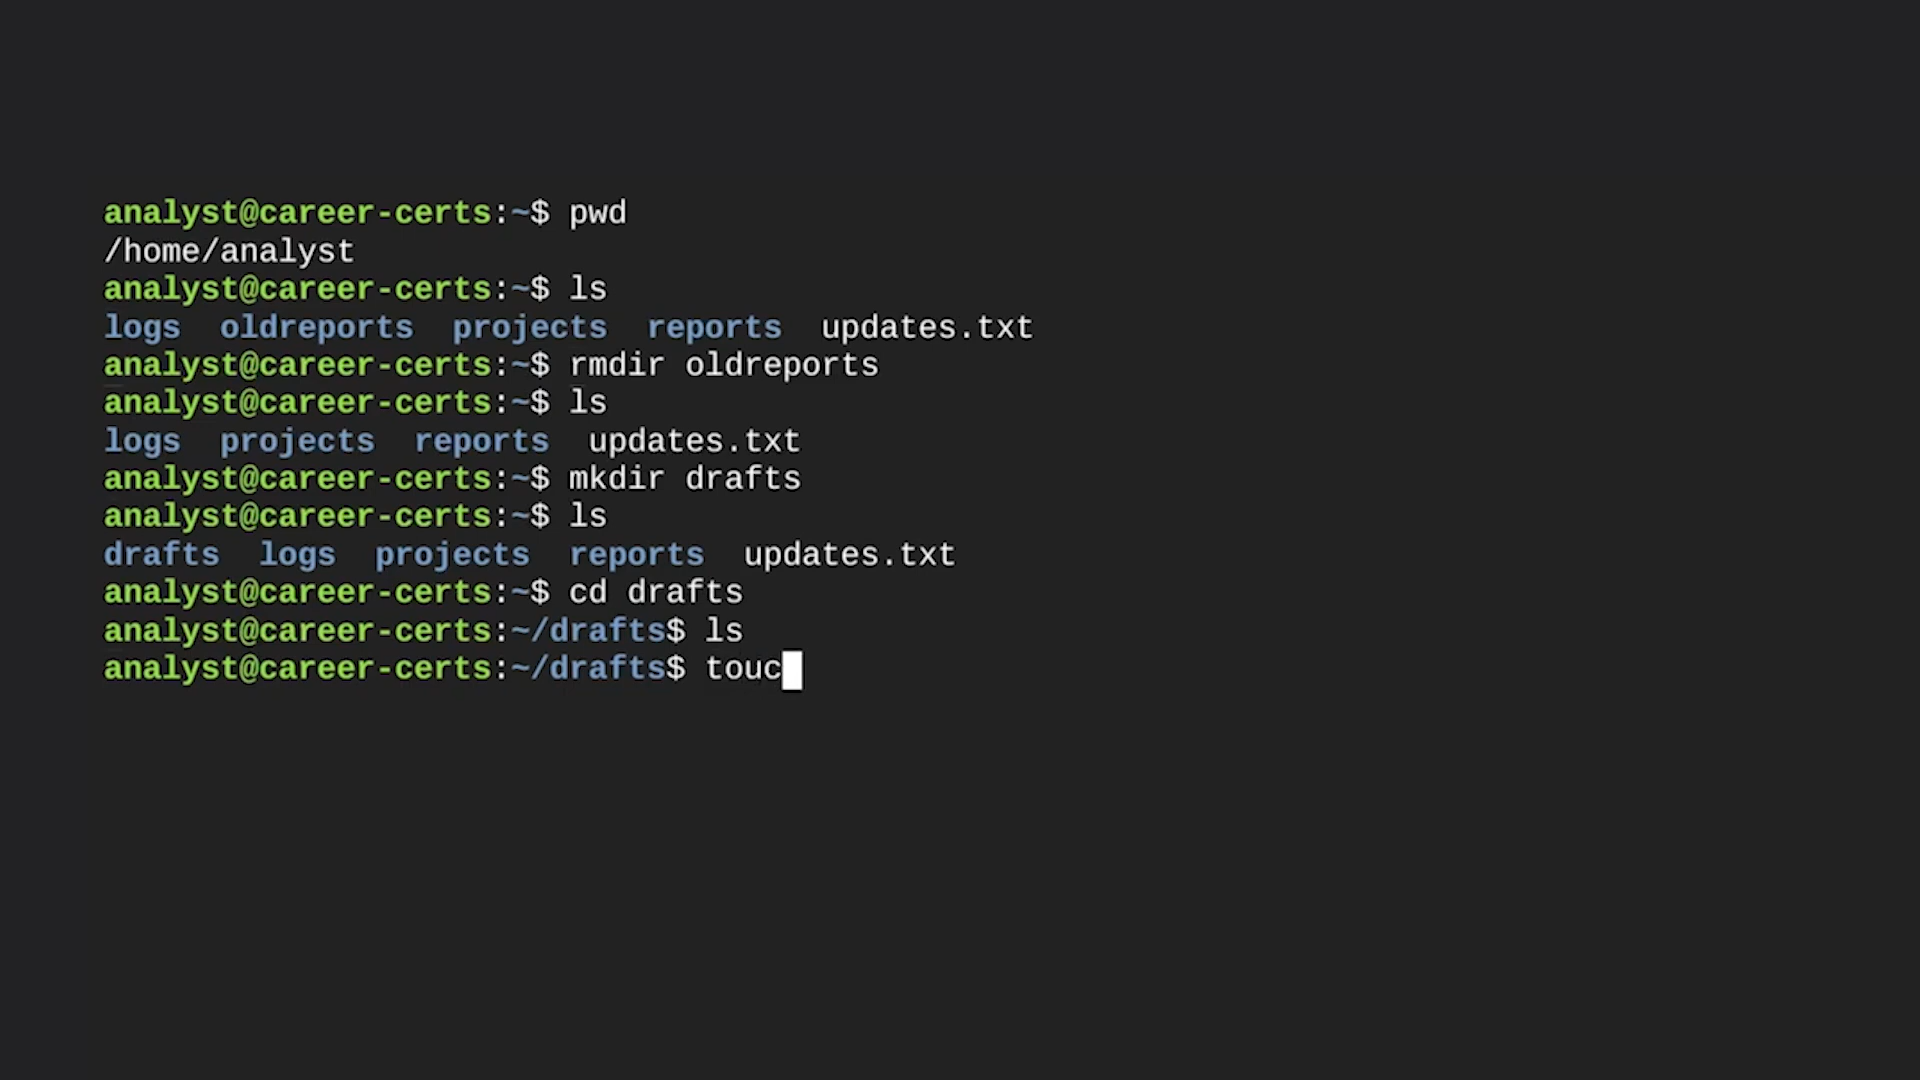 analyst@career-certs:~$ pwd
/home/analyst
analyst@career-certs:~$ ls
logs  oldreports  projects  reports  updates.txt
analyst@career-certs:~$ rmdir oldreports
analyst@career-certs:~$ ls
logs  projects  reports  updates.txt
analyst@career-certs:~$ mkdir drafts
analyst@career-certs:~$ ls
drafts  logs  projects  reports  updates.txt
analyst@career-certs:~$ cd drafts
analyst@career-certs:~/drafts$ ls
analyst@career-certs:~/drafts$ touc